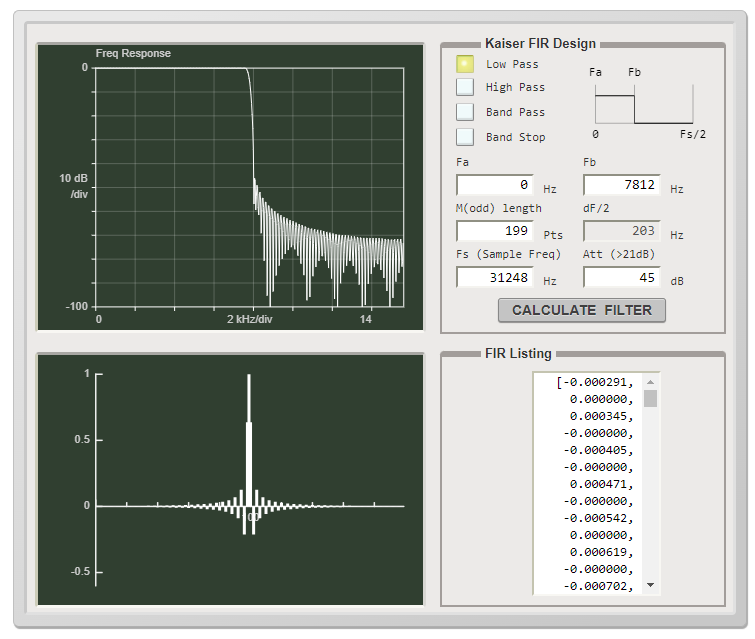 Freq Response
0
10 dB
/div
-100
0
2 kHz/div
14
Kaiser FIR Design
Low Pass
High Pass
Band Pass
Band Stop
Fa
Fb
0
Fs/2
Fa
Fb
0 Hz
7812 Hz
M(odd) length
dF/2
199 Pts
203 Hz
Fs (Sample Freq)
Att (>21dB)
31248 Hz
45 dB
CALCULATE FILTER
1
0.5
0
-0.5
FIR Listing
[-0.000291,
0.000000,
0.000345,
-0.000000,
-0.000405,
-0.000000,
0.000471,
-0.000000,
-0.000542,
0.000000,
0.000619,
-0.000000,
-0.000702,